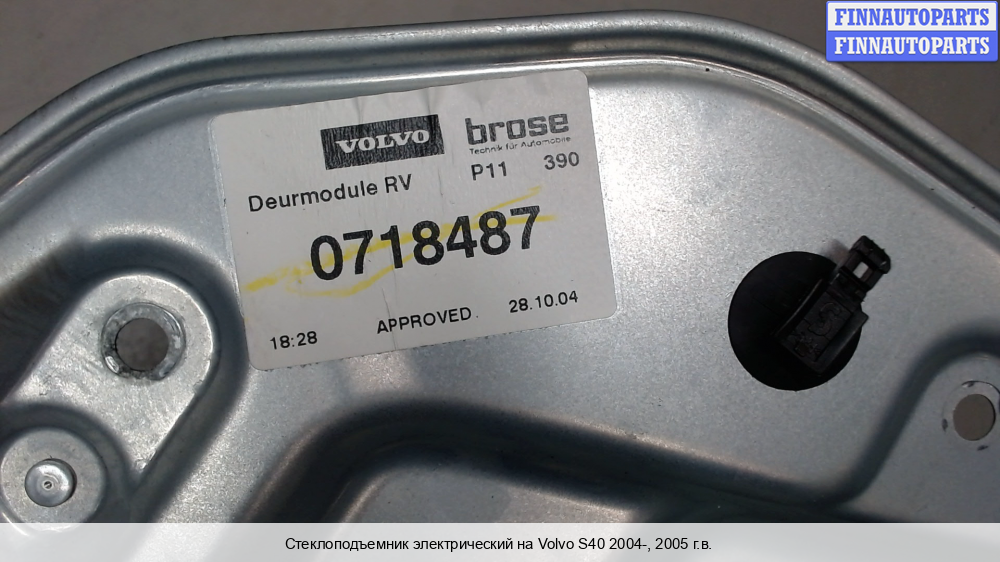 FINNAUTOPARTS
FINNAUTOPARTS
VOLVO
brose
Technik für Automobile
Deurmodule RV
P11 390
0718487
18:28 APPROVED. 28.10.04
Стеклоподъемник электрический на Volvo S40 2004-, 2005 г.в.